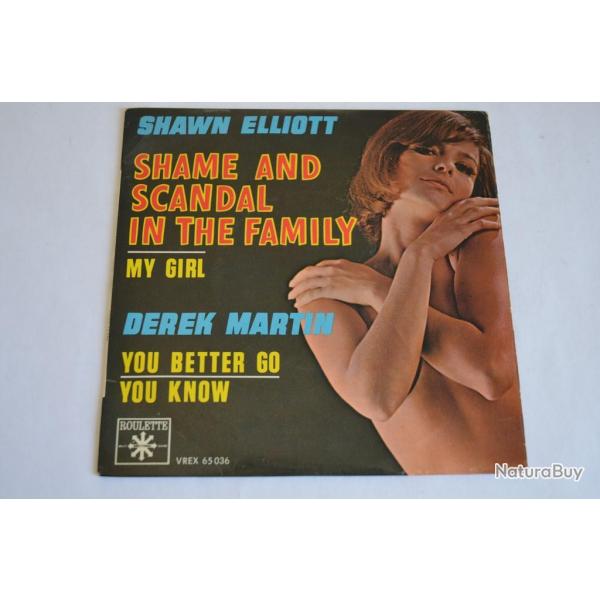 SHAWN ELLIOTT
SHAME AND
SCANDAL
IN THE FAMILY
MY GIRL
DEREK MARTIN
YOU BETTER GO
YOU KNOW
ROULETTE
VREX 65036
NaturaBuy